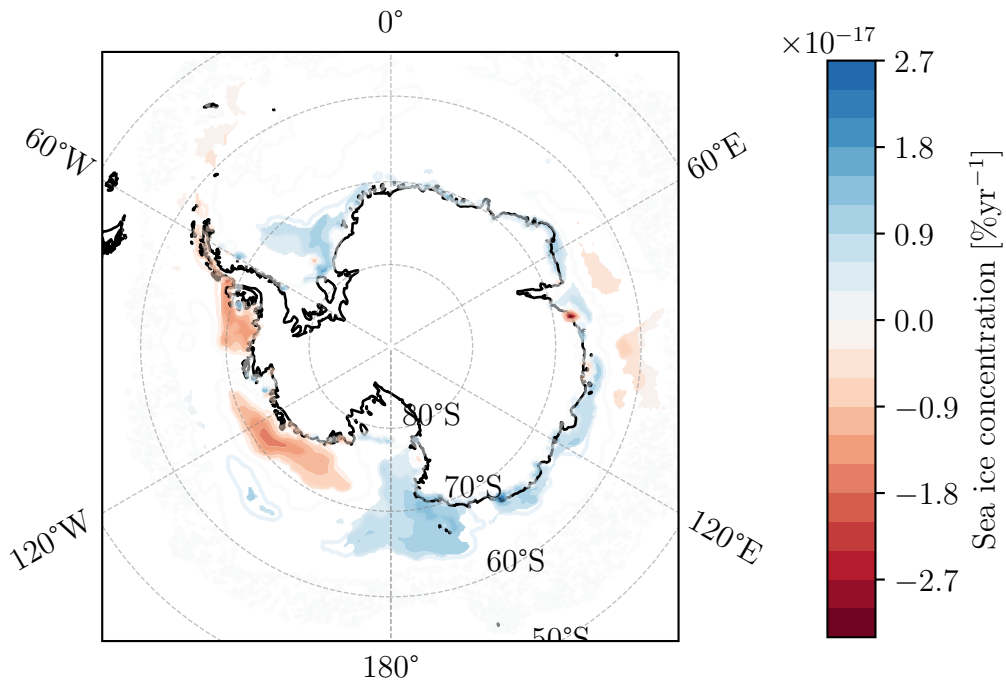 0°
×10⁻¹⁷
2.7
60°W
60°E
1.8
0.9
0.0
80°S
−0.9
70°S
−1.8
120°W
120°E
60°S
−2.7
50°S
180°
Sea ice concentration [%yr⁻¹]